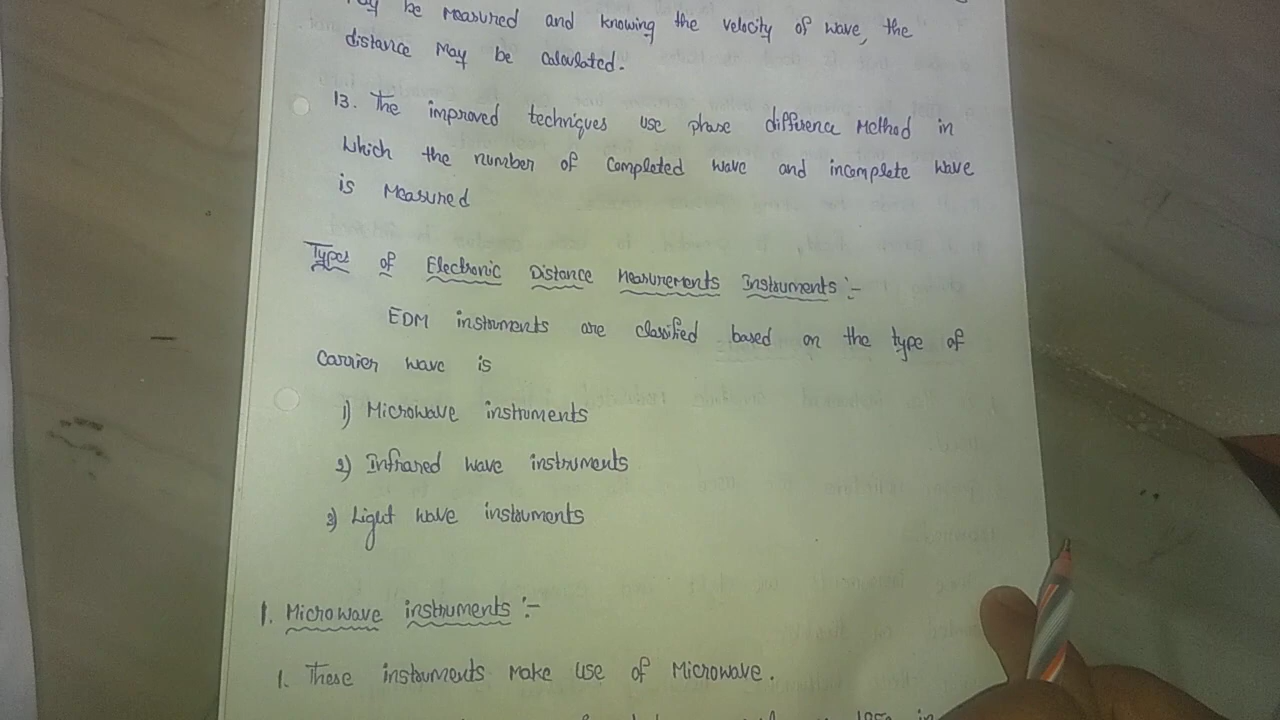 be Measured and knowing the velocity of wave, the
distance May be Calculated.
13. The improved techniques use phase difference Method in
which the number of Completed wave and incomplete wave
is Measured
Types of Electronic Distance Measurements Instruments :-
EDM instruments are classified based on the type of
Carrier wave is
1) Microwave instruments
2) Infrared wave instruments
3) Light wave instruments
1. Microwave instruments :-
1. These instruments Make use of Microwave.